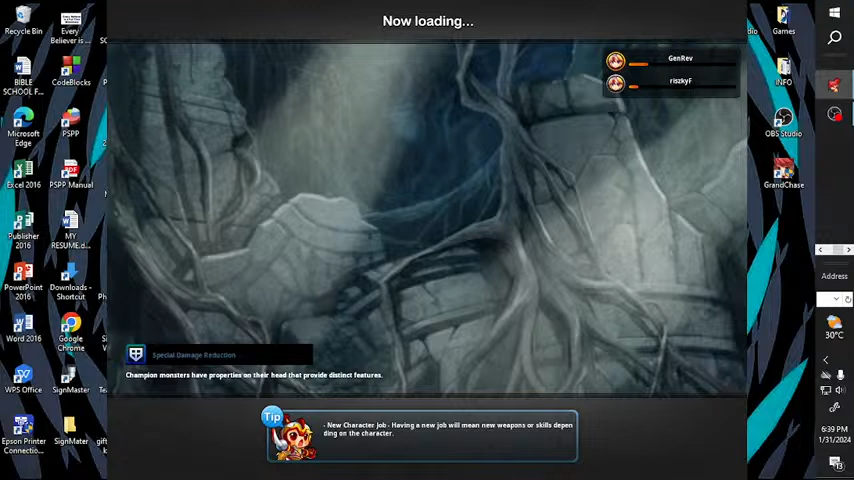 Now loading...
GenRev
riszkyF
Special Damage Reduction
Champion monsters have properties on their head that provide distinct features.
Tip
- New Character Job - Having a new job will mean new weapons or skills depen
ding on the character.
Recycle Bin
Every
Believer is
BIBLE
SCHOOL F...
CodeBlocks
Microsoft
Edge
PSPP
Excel 2016
PSPP Manual
Publisher
2016
MY
RESUME.d...
PowerPoint
2016
Downloads -
Shortcut
Word 2016
Google
Chrome
WPS Office
SignMaster
Epson Printer
Connectio...
SignMater
Games
INFO
OBS Studio
GrandChase
Address
30°C
6:39 PM
1/31/2024
13